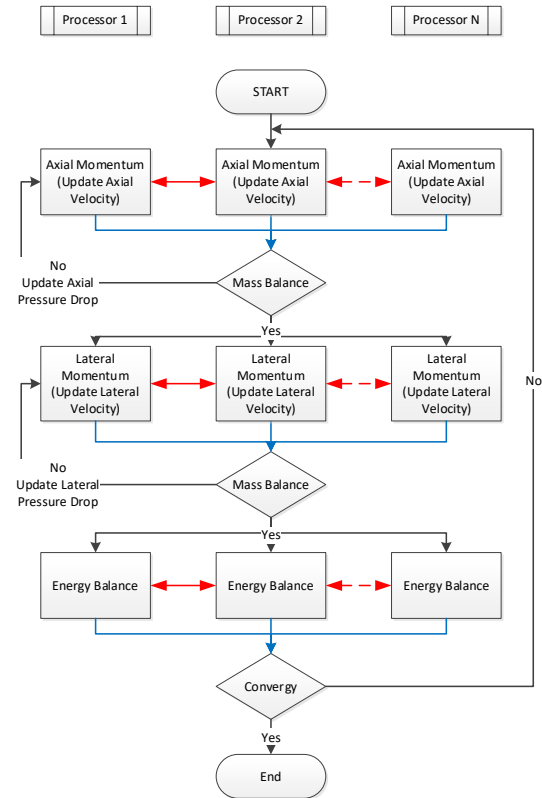 Processor 1
Processor 2
Processor N
START
Axial Momentum
(Update Axial
Velocity)
Axial Momentum
(Update Axial
Velocity)
Axial Momentum
(Update Axial
Velocity)
No
Update Axial
Pressure Drop
Mass Balance
Yes
Lateral
Momentum
(Update Lateral
Velocity)
Lateral
Momentum
(Update Lateral
Velocity)
Lateral
Momentum
(Update Lateral
Velocity)
No
No
Update Lateral
Pressure Drop
Mass Balance
Yes
Energy Balance
Energy Balance
Energy Balance
Convergy
Yes
End